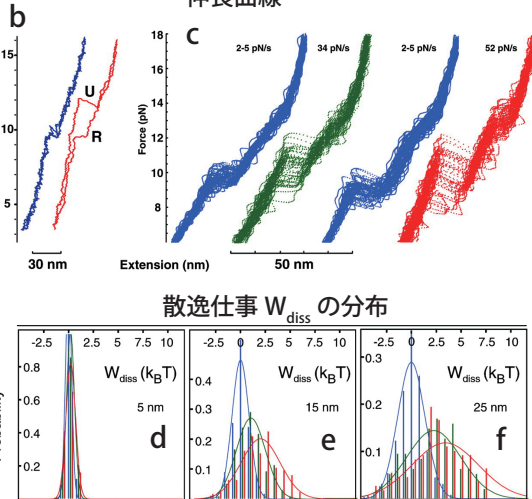 伸長曲線
b
c
15
10
5
U
R
30 nm
18
16
14
12
10
8
Force (pN)
2-5 pN/s
34 pN/s
2-5 pN/s
52 pN/s
Extension (nm)
50 nm
散逸仕事 Wdiss の分布
-2.5 0 2.5 5 7.5 10
-2.5 0 2.5 5 7.5 10
-2.5 0 2.5 5 7.5 10
0.8
0.6
0.4
0.2
Wdiss (kBT)
5 nm
d
0.4
0.3
0.2
0.1
Wdiss (kBT)
15 nm
e
0.3
0.2
0.1
Wdiss (kBT)
25 nm
f